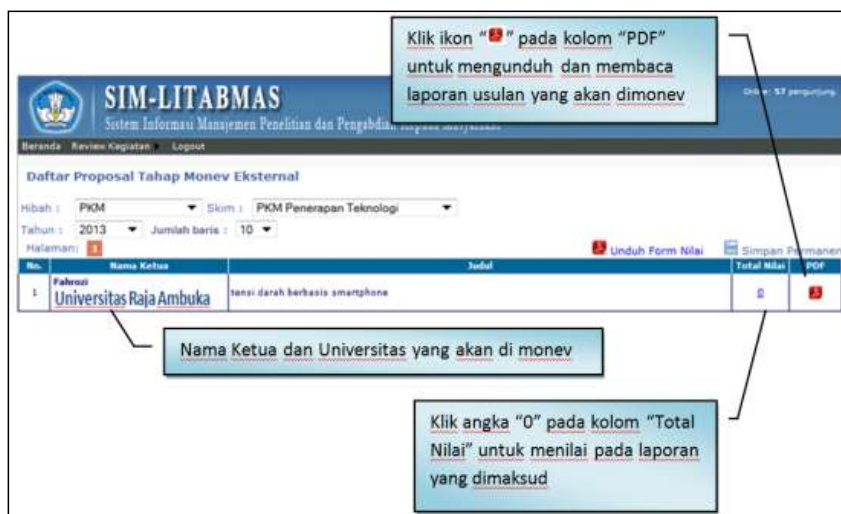 Klik ikon "" pada kolom "PDF"
untuk mengunduh dan membaca
laporan usulan yang akan dimonev
SIM-LITABMAS
Sistem Informasi Manajemen Penelitian dan Pengabdian Kepada Masyarakat
Online: 57 pengunjung.
Beranda Review Kegiatan Logout
Daftar Proposal Tahap Monev Eksternal
Hibah : PKM Skim : PKM Penerapan Teknologi
Tahun : 2013 Jumlah baris : 10
Halaman: 1 Unduh Form Nilai Simpan Permanen
No. Nama Ketua Judul Total Nilai PDF
1 Fahrozi tensi darah berbasis smartphone 0
Universitas Raja Ambuka
Nama Ketua dan Universitas yang akan di monev
Klik angka "0" pada kolom "Total
Nilai" untuk menilai pada laporan
yang dimaksud